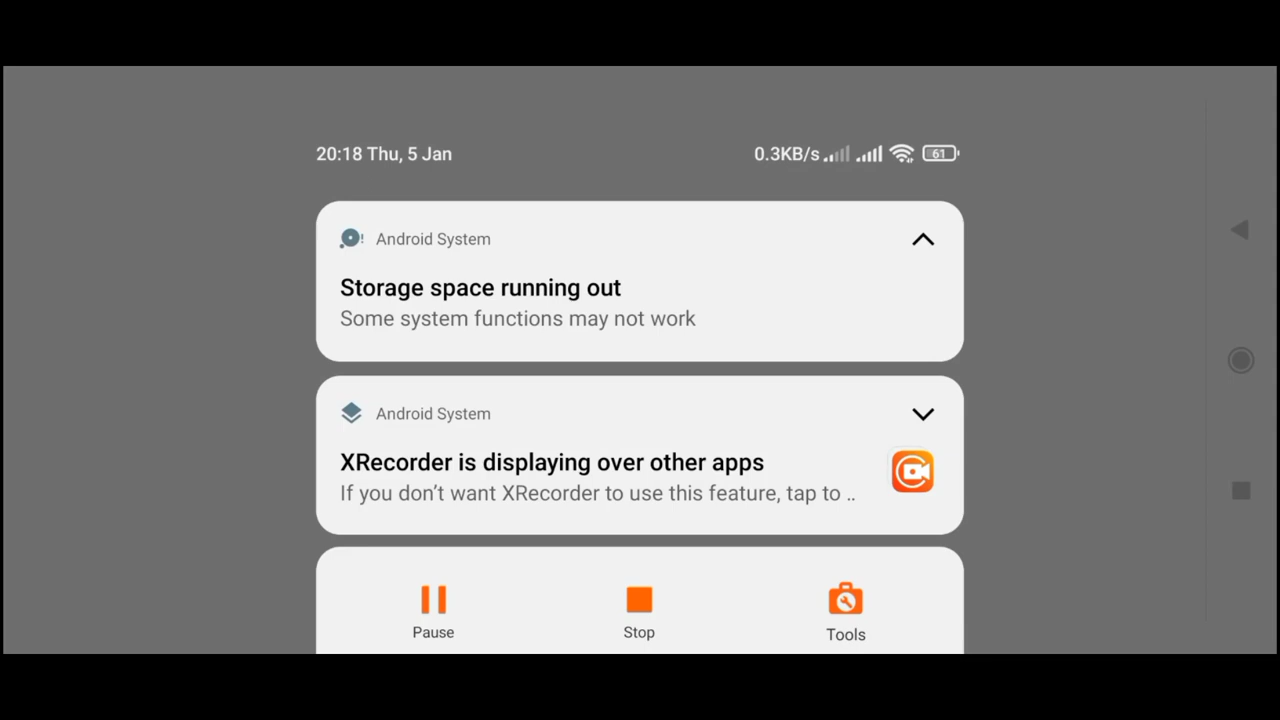 20:18 Thu, 5 Jan
0.3KB/s 61
Android System
Storage space running out
Some system functions may not work
Android System
XRecorder is displaying over other apps
If you don’t want XRecorder to use this feature, tap to ..
Pause Stop Tools